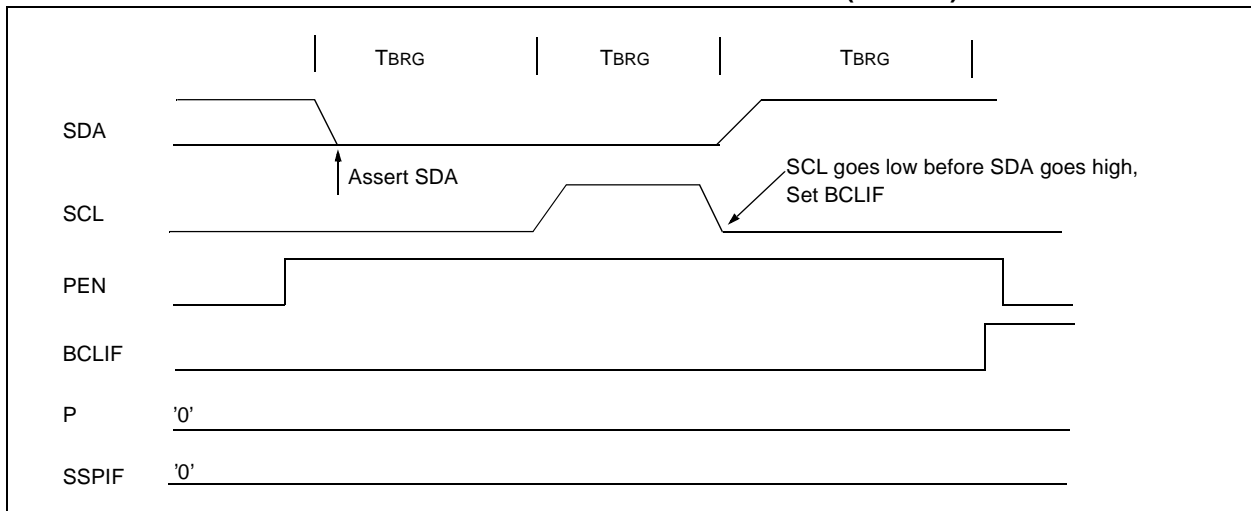 TBRG TBRG TBRG
SDA
Assert SDA
SCL goes low before SDA goes high,
Set BCLIF
SCL
PEN
BCLIF
P '0'
SSPIF '0'